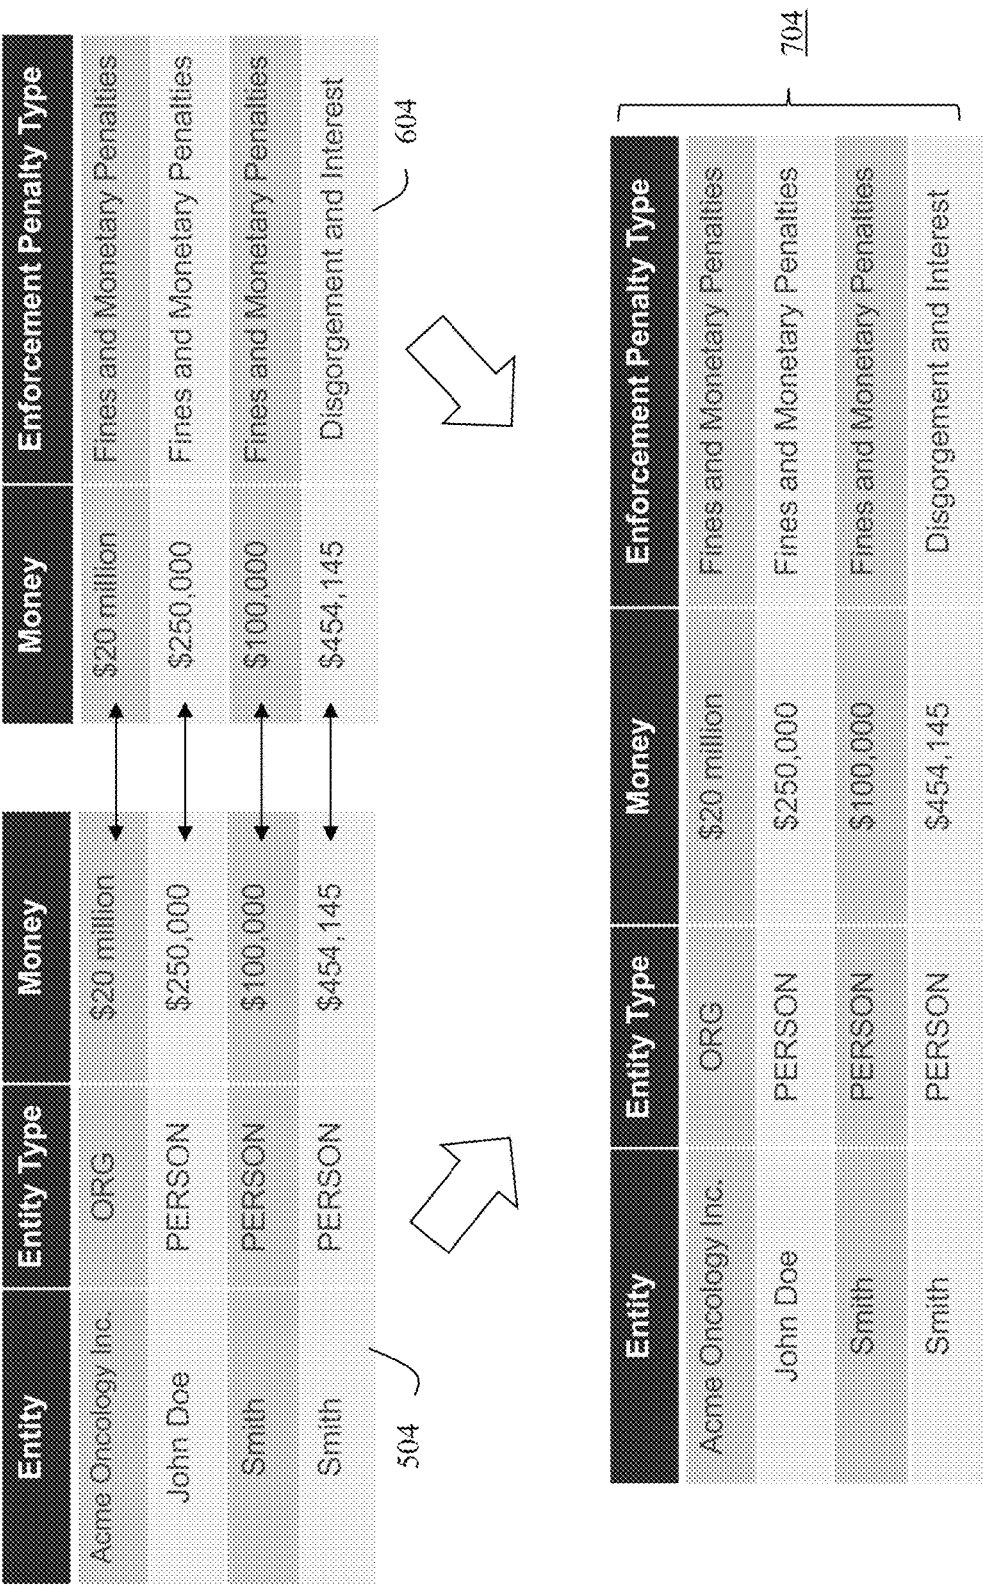 Entity Entity Type Money
Acme Oncology Inc. ORG $20 million
John Doe PERSON $250,000
Smith PERSON $100,000
Smith PERSON $454,145
504
Money Enforcement Penalty Type
$20 million Fines and Monetary Penalties
$250,000 Fines and Monetary Penalties
$100,000 Fines and Monetary Penalties
$454,145 Disgorgement and Interest
604
Entity Entity Type Money Enforcement Penalty Type
Acme Oncology Inc. ORG $20 million Fines and Monetary Penalties
John Doe PERSON $250,000 Fines and Monetary Penalties
Smith PERSON $100,000 Fines and Monetary Penalties
Smith PERSON $454,145 Disgorgement and Interest
704